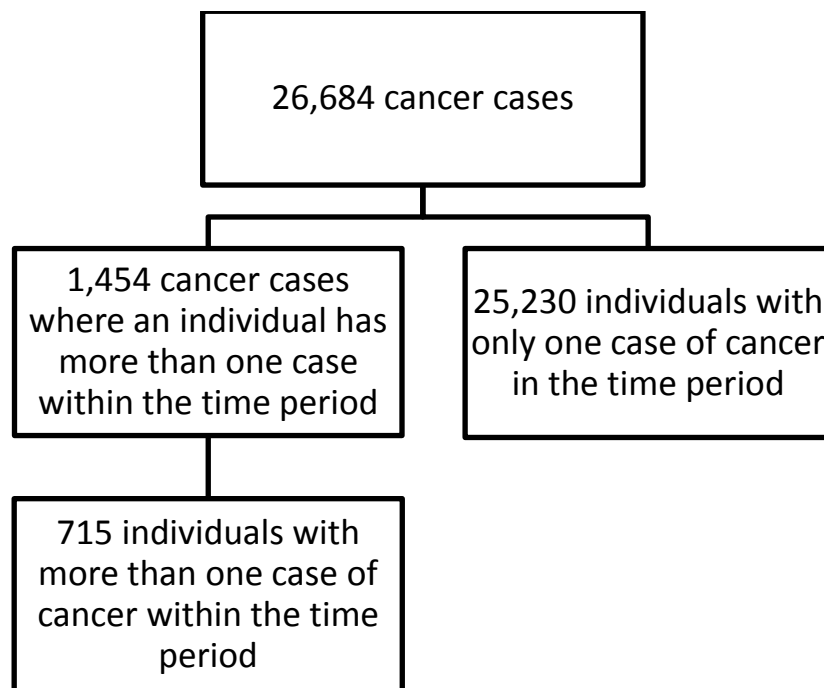 26,684 cancer cases
1,454 cancer cases
where an individual has
more than one case
within the time period
25,230 individuals with
only one case of cancer
in the time period
715 individuals with
more than one case of
cancer within the time
period